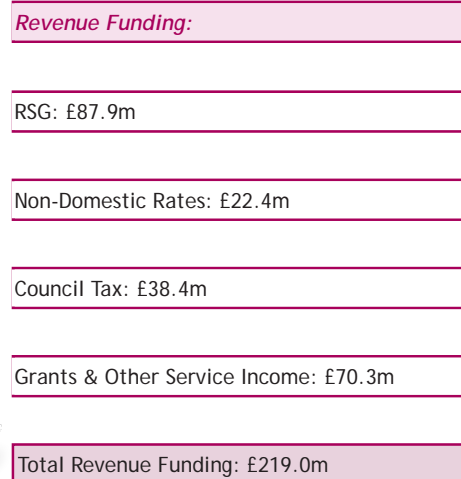 Revenue Funding:
RSG: £87.9m
Non-Domestic Rates: £22.4m
Council Tax: £38.4m
Grants & Other Service Income: £70.3m
Total Revenue Funding: £219.0m